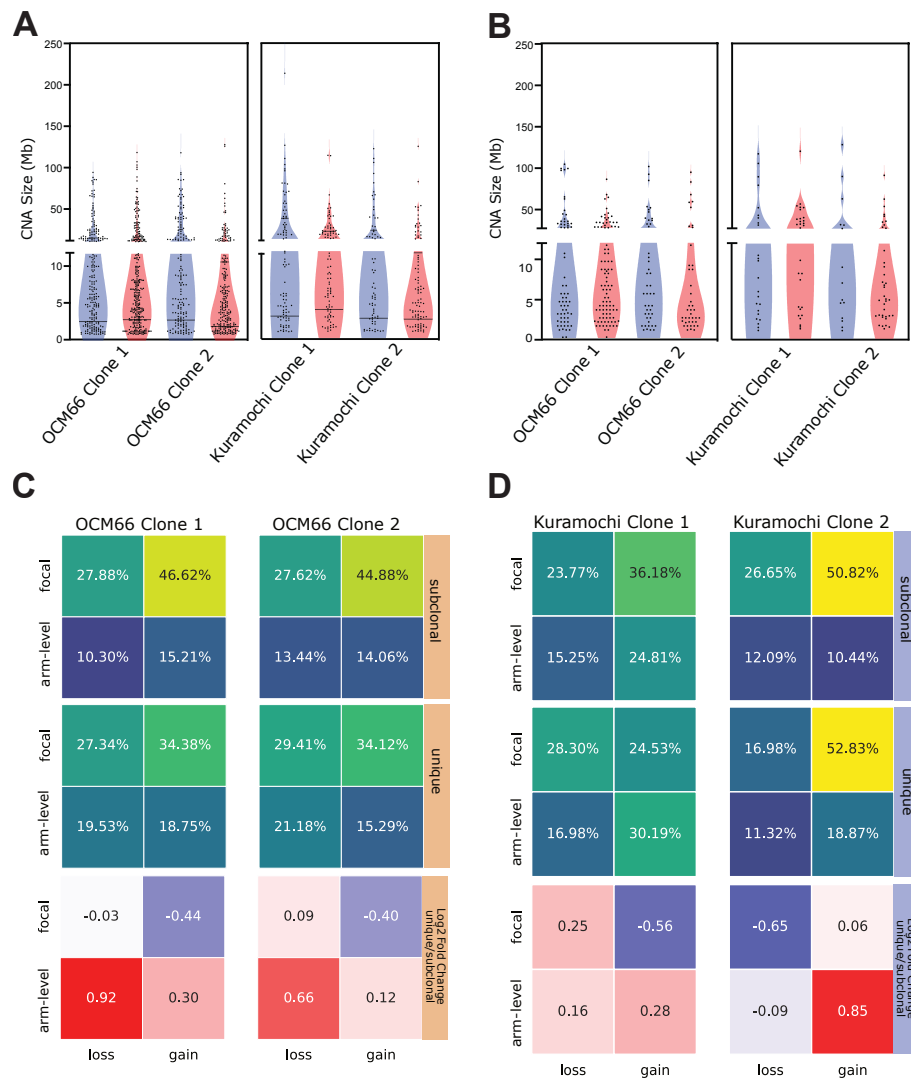 A
B
250
200
150
100
50
10
5
0
CNA Size (Mb)
OCM66 Clone 1
OCM66 Clone 2
Kuramochi Clone 1
Kuramochi Clone 2
250
200
150
100
50
10
5
0
CNA Size (Mb)
OCM66 Clone 1
OCM66 Clone 2
Kuramochi Clone 1
Kuramochi Clone 2
C
OCM66 Clone 1
OCM66 Clone 2
focal
27.88%
46.62%
27.62%
44.88%
arm-level
10.30%
15.21%
13.44%
14.06%
subclonal
focal
27.34%
34.38%
29.41%
34.12%
arm-level
19.53%
18.75%
21.18%
15.29%
unique
focal
-0.03
-0.44
0.09
-0.40
arm-level
0.92
0.30
0.66
0.12
Log2 Fold Change
unique/subclonal
loss
gain
loss
gain
D
Kuramochi Clone 1
Kuramochi Clone 2
focal
23.77%
36.18%
26.65%
50.82%
arm-level
15.25%
24.81%
12.09%
10.44%
subclonal
focal
28.30%
24.53%
16.98%
52.83%
arm-level
16.98%
30.19%
11.32%
18.87%
unique
focal
0.25
-0.56
-0.65
0.06
arm-level
0.16
0.28
-0.09
0.85
Log2 Fold Change
unique/subclonal
loss
gain
loss
gain